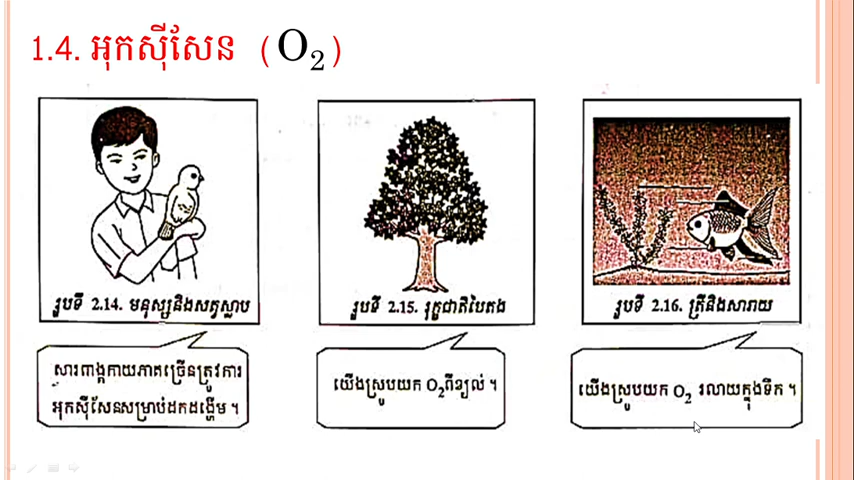 1.4. អុកស៊ីសែន (O₂)
រូបទី 2.14. មនុស្សនិងសត្វស្លាប
រូបទី 2.15. រុក្ខជាតិបៃតង
រូបទី 2.16. ត្រីនិងសារាយ
សារពាង្គកាយភាគច្រើនត្រូវការ
អុកស៊ីសែនសម្រាប់ដកដង្ហើម ។
យើងស្រូបយក O₂ ពីខ្យល់ ។
យើងស្រូបយក O₂ រលាយក្នុងទឹក ។